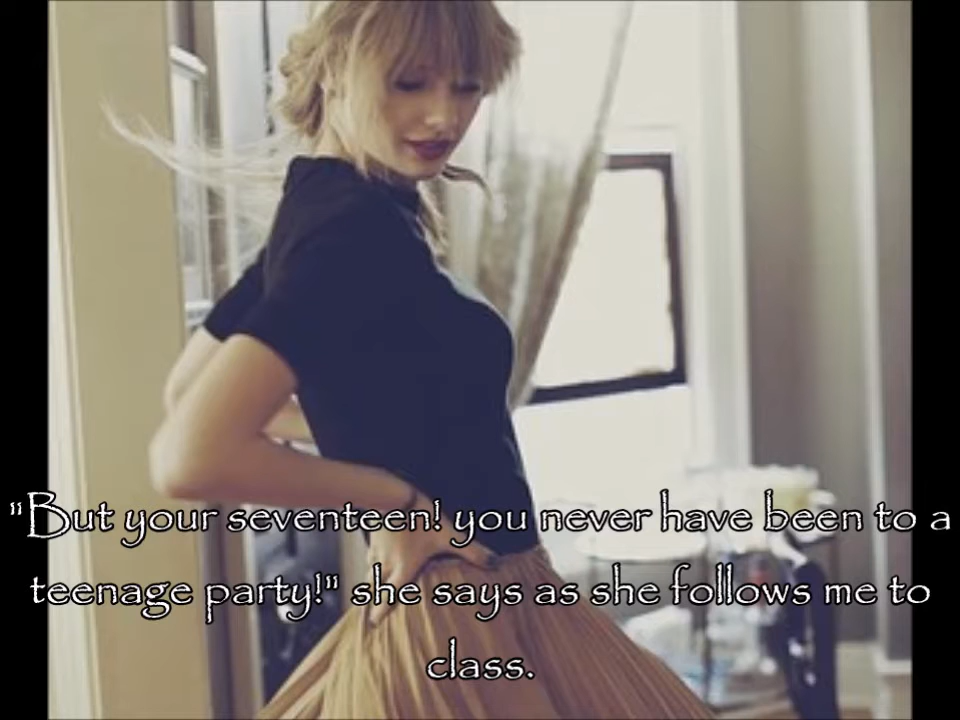 "But your seventeen! you never have been to a
teenage party!" she says as she follows me to
class.